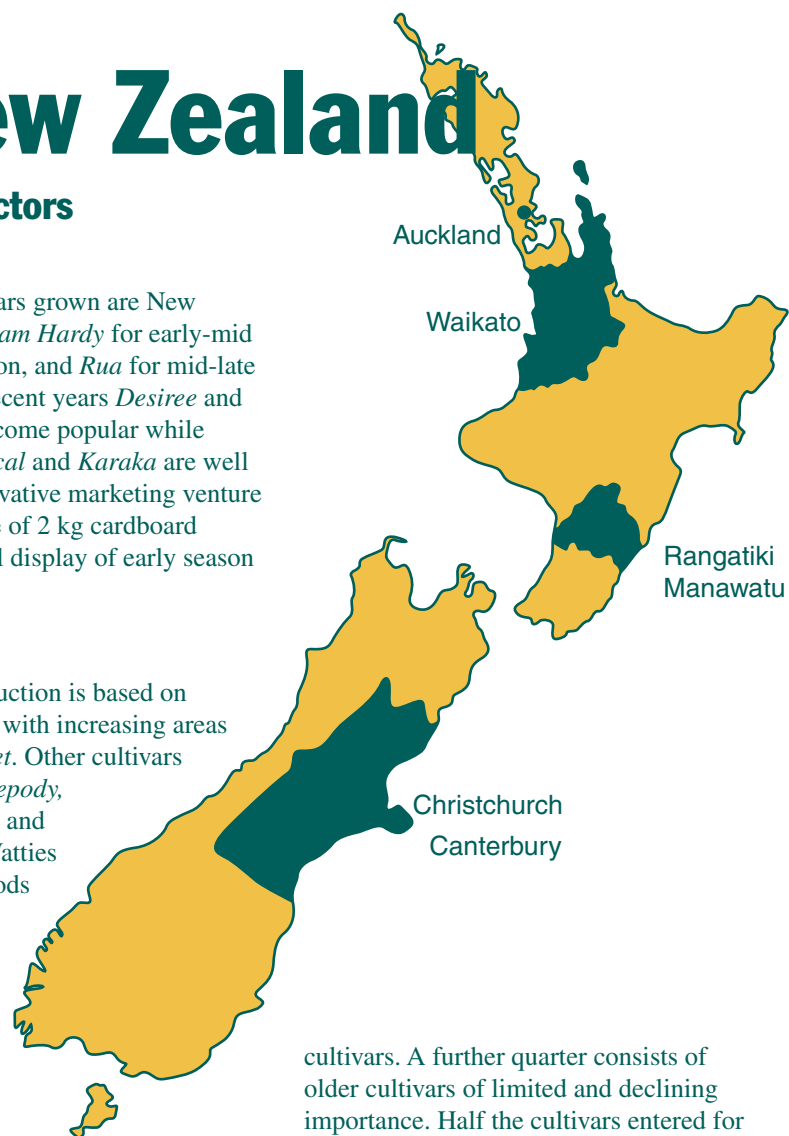 ew Zealand
ctors
ars grown are New
am Hardy for early-mid
on, and Rua for mid-late
ecent years Desiree and
come popular while
cal and Karaka are well
vative marketing venture
e of 2 kg cardboard
l display of early season
uction is based on
with increasing areas
et. Other cultivars
epody,
and
atties
ods
Auckland
Waikato
Rangatiki
Manawatu
Christchurch
Canterbury
cultivars. A further quarter consists of
older cultivars of limited and declining
importance. Half the cultivars entered for